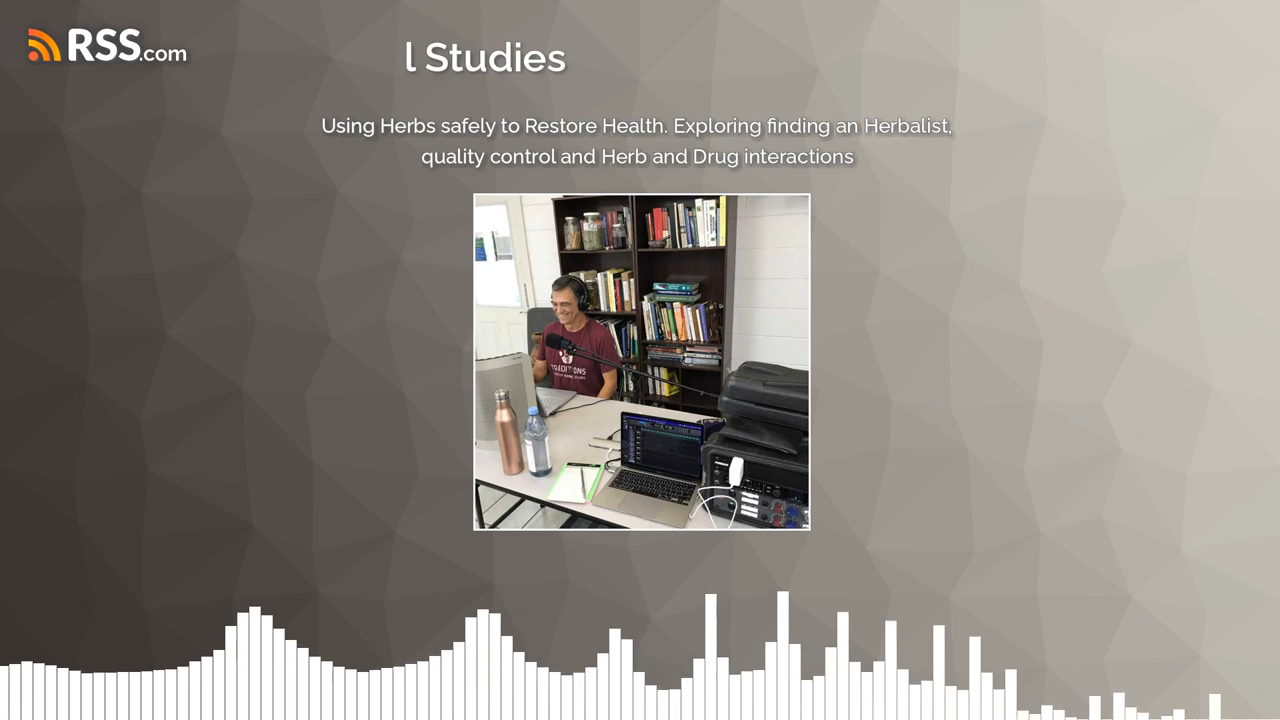 RSS.com
l Studies
Using Herbs safely to Restore Health. Exploring finding an Herbalist,
quality control and Herb and Drug interactions
TRADITIONS